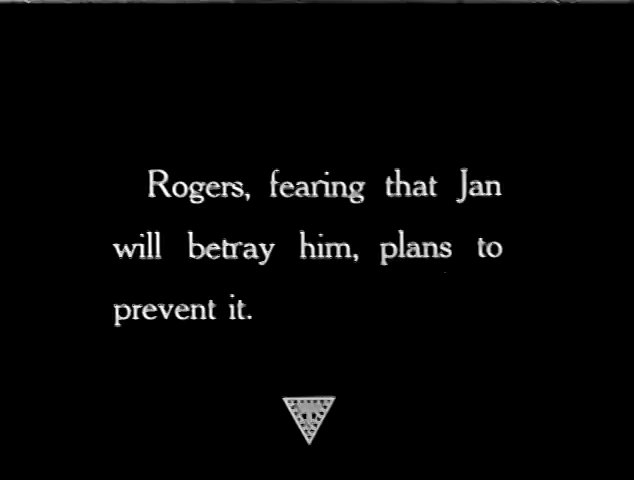 Rogers, fearing that Jan
will betray him, plans to
prevent it.